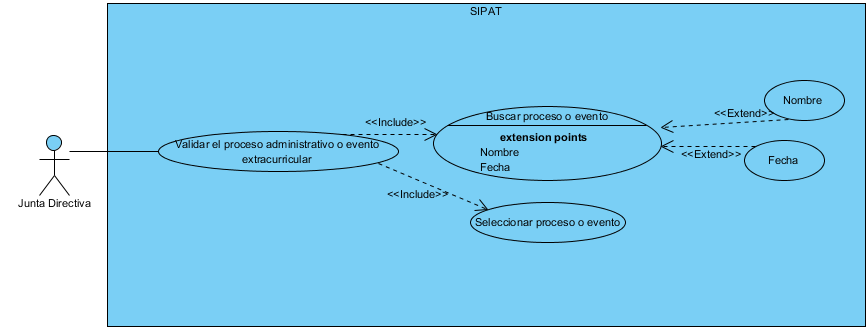 SIPAT
<<Include>>
Buscar proceso o evento
extension points
Nombre
Fecha
<<Extend>>
Nombre
<<Extend>>
Fecha
Validar el proceso administrativo o evento
extracurricular
<<Include>>
Seleccionar proceso o evento
Junta Directiva